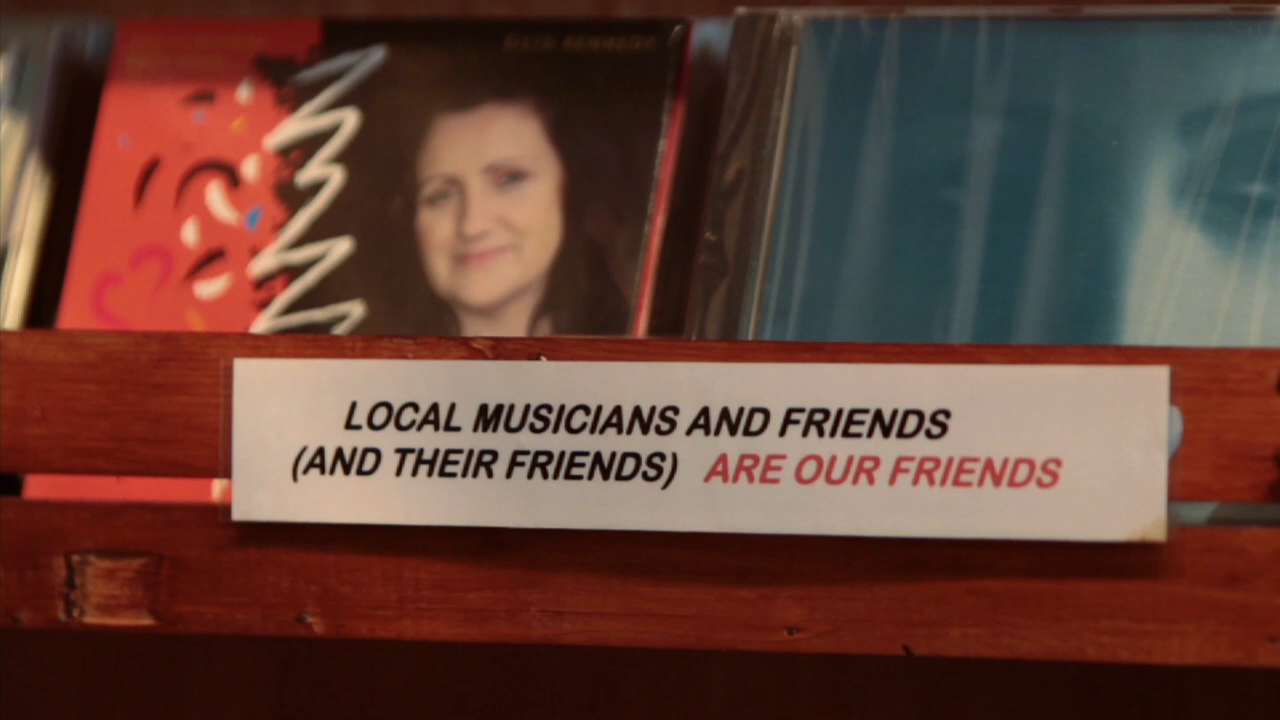 LOCAL MUSICIANS AND FRIENDS
(AND THEIR FRIENDS) ARE OUR FRIENDS